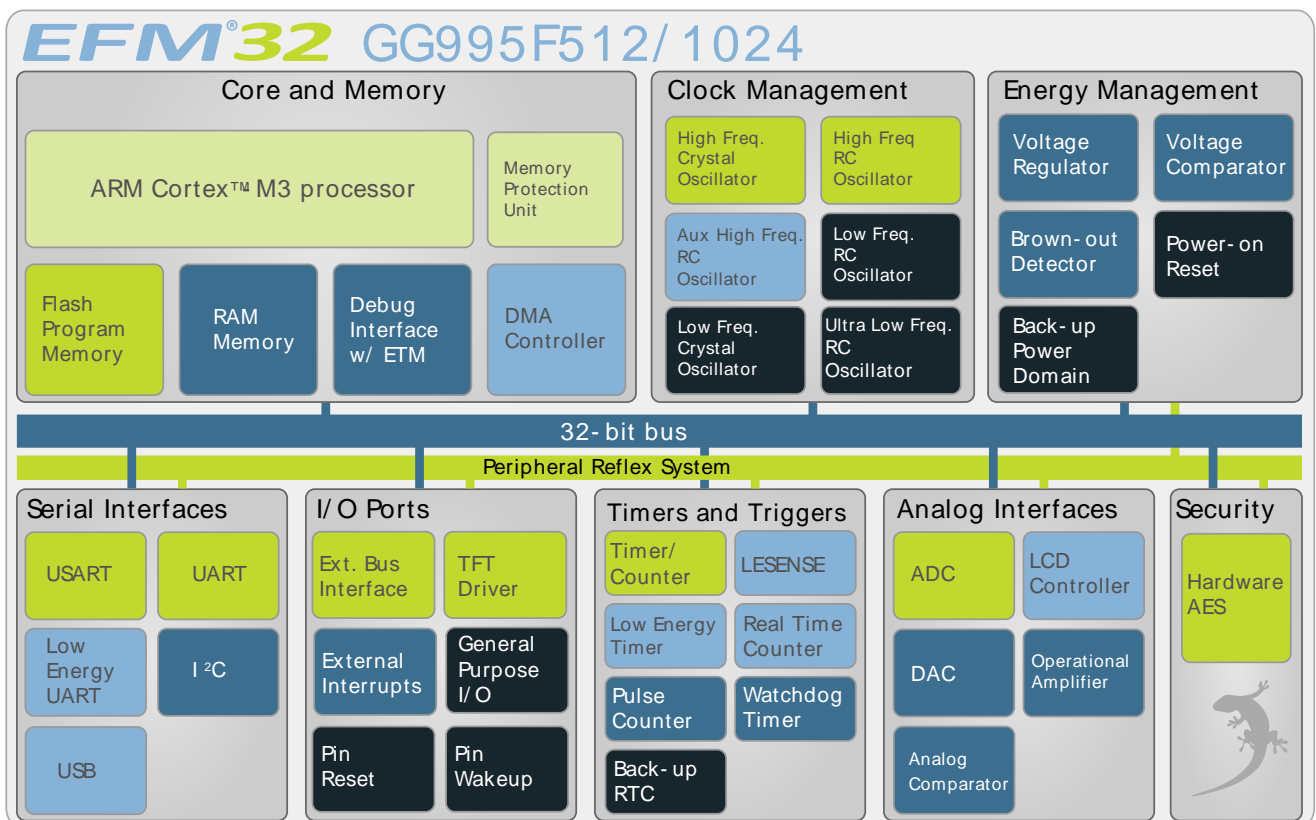 EFM®32 GG995F512/1024
Core and Memory
ARM Cortex™ M3 processor
Memory
Protection
Unit
Flash
Program
Memory
RAM
Memory
Debug
Interface
w/ ETM
DMA
Controller
Clock Management
High Freq.
Crystal
Oscillator
High Freq
RC
Oscillator
Aux High Freq.
RC
Oscillator
Low Freq.
RC
Oscillator
Low Freq.
Crystal
Oscillator
Ultra Low Freq.
RC
Oscillator
Energy Management
Voltage
Regulator
Voltage
Comparator
Brown-out
Detector
Power-on
Reset
Back-up
Power
Domain
32-bit bus
Peripheral Reflex System
Serial Interfaces
USART
UART
Low
Energy
UART
I²C
USB
I/O Ports
Ext. Bus
Interface
TFT
Driver
External
Interrupts
General
Purpose
I/O
Pin
Reset
Pin
Wakeup
Timers and Triggers
Timer/
Counter
LESENSE
Low Energy
Timer
Real Time
Counter
Pulse
Counter
Watchdog
Timer
Back-up
RTC
Analog Interfaces
ADC
LCD
Controller
DAC
Operational
Amplifier
Analog
Comparator
Security
Hardware
AES